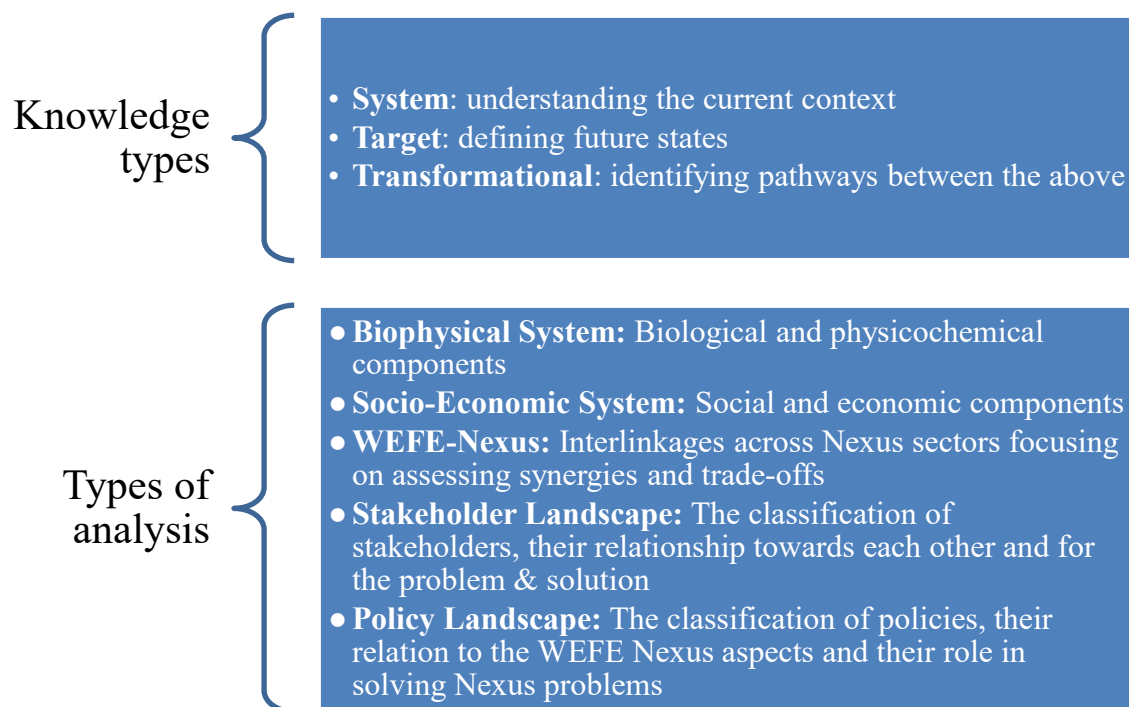 Knowledge
types
• System: understanding the current context
• Target: defining future states
• Transformational: identifying pathways between the above
Types of
analysis
● Biophysical System: Biological and physicochemical
components
● Socio-Economic System: Social and economic components
● WEFE-Nexus: Interlinkages across Nexus sectors focusing
on assessing synergies and trade-offs
● Stakeholder Landscape: The classification of
stakeholders, their relationship towards each other and for
the problem & solution
● Policy Landscape: The classification of policies, their
relation to the WEFE Nexus aspects and their role in
solving Nexus problems